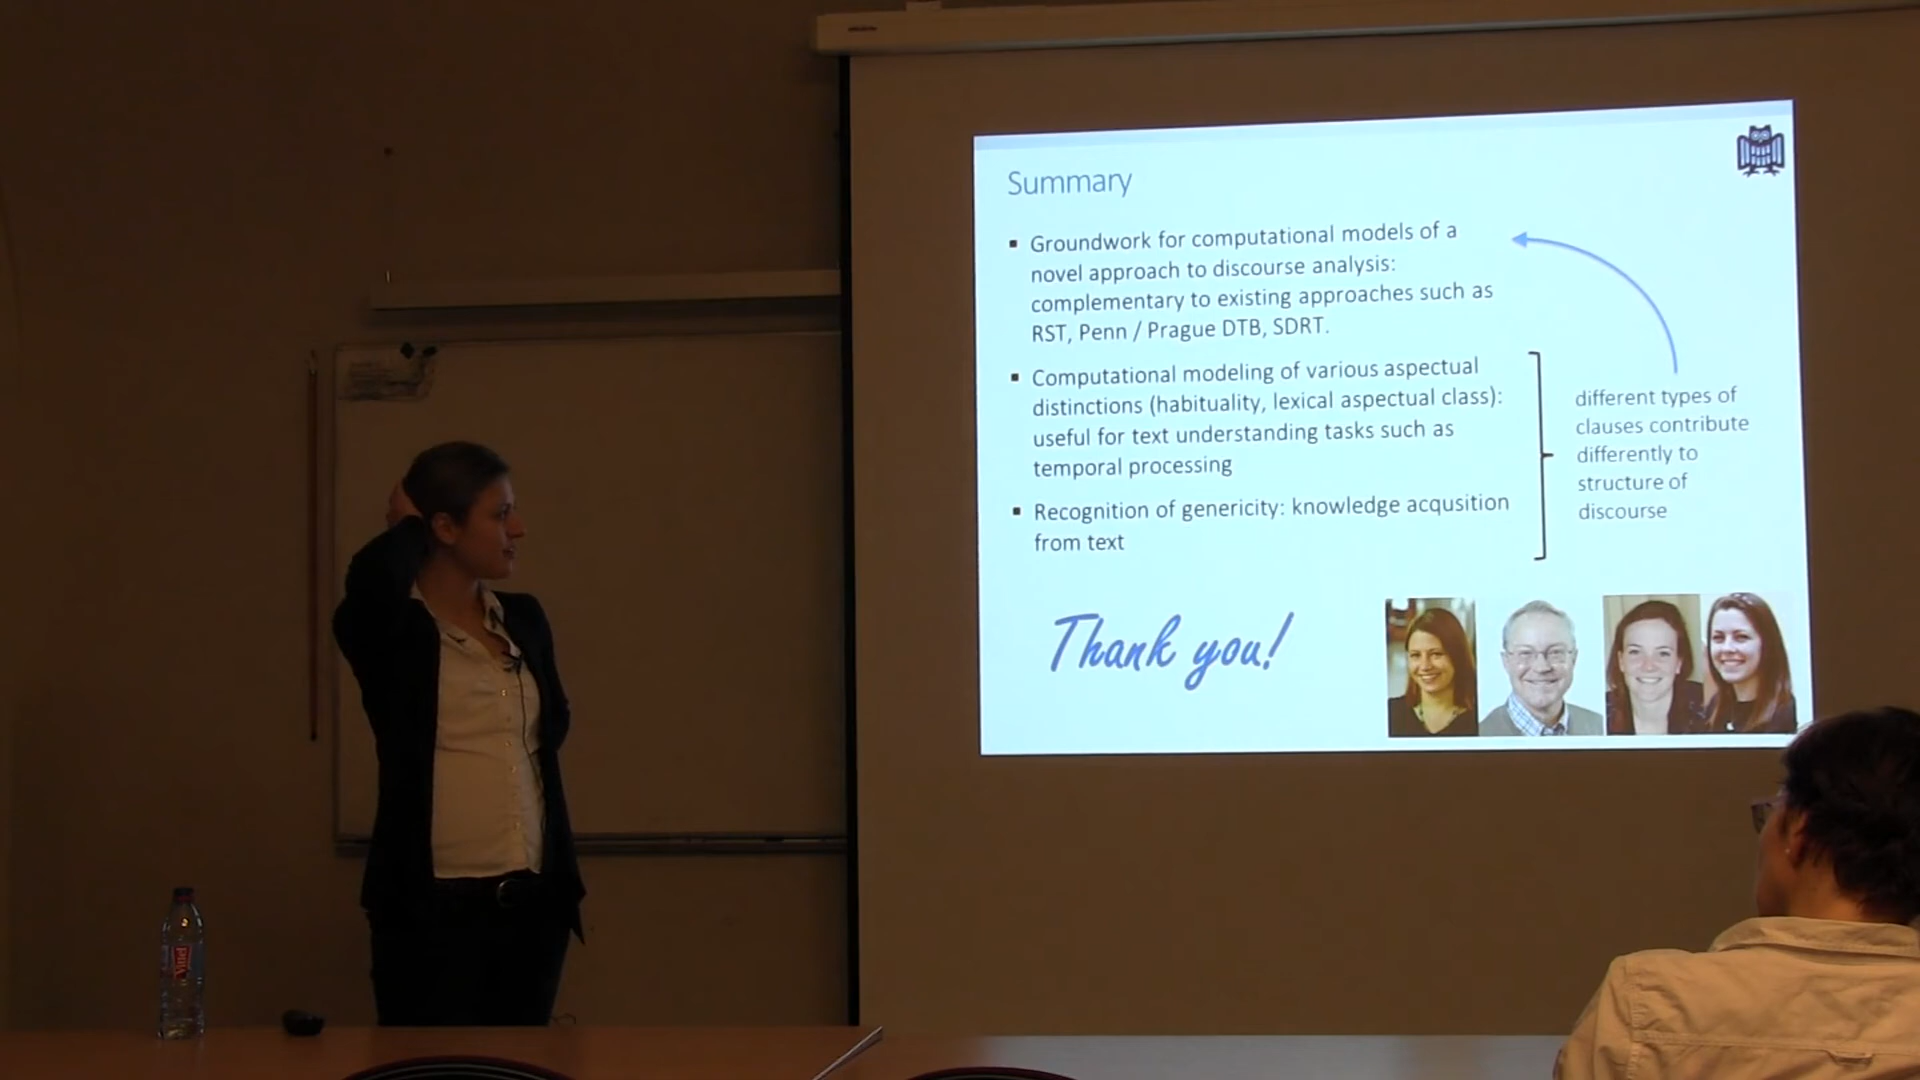 Summary
▪ Groundwork for computational models of a
novel approach to discourse analysis:
complementary to existing approaches such as
RST, Penn / Prague DTB, SDRT.
▪ Computational modeling of various aspectual
distinctions (habituality, lexical aspectual class):
useful for text understanding tasks such as
temporal processing
▪ Recognition of genericity: knowledge acqusition
from text
different types of
clauses contribute
differently to
structure of
discourse
Thank you!
Vittel